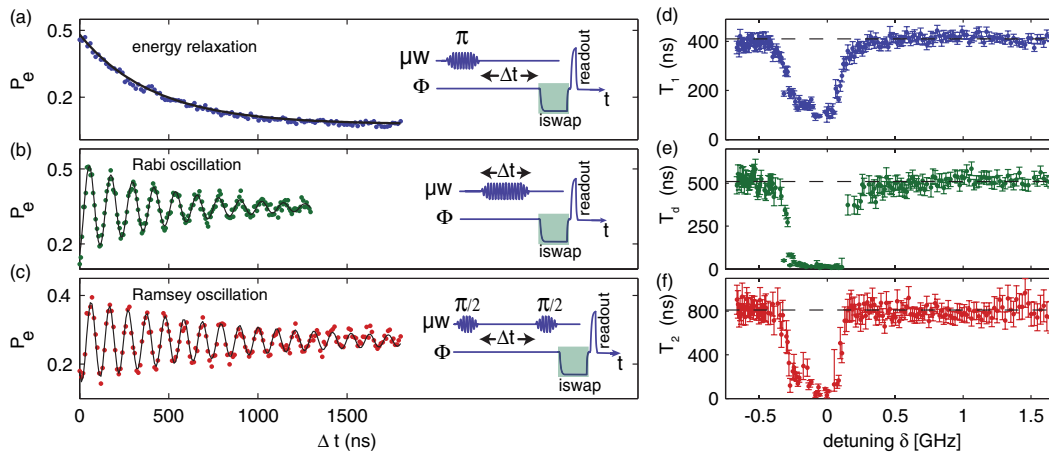 (a)
0.5
0.2
P_e
energy relaxation
π
μw
Δt
Φ
readout
t
iswap
(b)
0.5
0.2
P_e
Rabi oscillation
Δt
μw
Φ
readout
t
iswap
(c)
0.4
0.2
P_e
Ramsey oscillation
π/2 π/2
μw
Δt
Φ
readout
t
iswap
0 500 1000 1500
Δ t (ns)
(d)
400
200
0
T_1 (ns)
(e)
500
250
0
T_d (ns)
(f)
800
400
0
T_2 (ns)
-0.5 0 0.5 1 1.5
detuning δ [GHz]